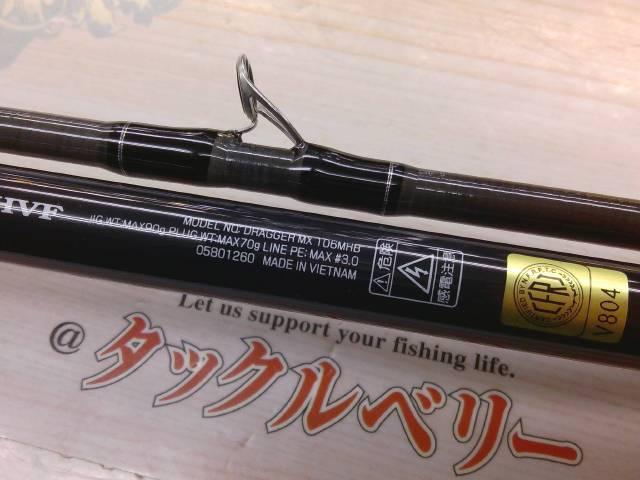 HVF
MODEL NO. DRAGGER MX 106MHB
JIG WT:MAX90g PLUG WT:MAX70g LINE PE: MAX #3.0
05801260 MADE IN VIETNAM
危険
感電注意
CFRP
V804
Let us support your fishing life.
@タックルベリー